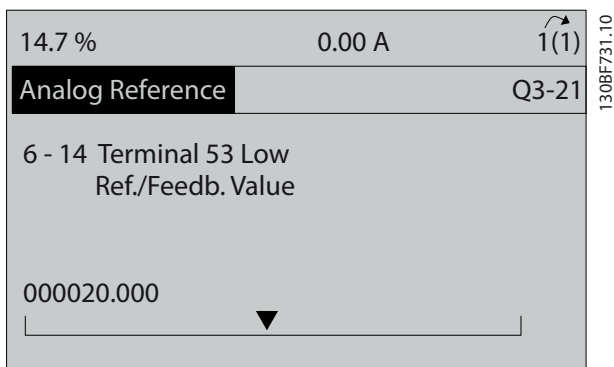 14.7 % 0.00 A 1(1)
Analog Reference Q3-21
6 - 14 Terminal 53 Low
Ref./Feedb. Value
000020.000
130BF731.10